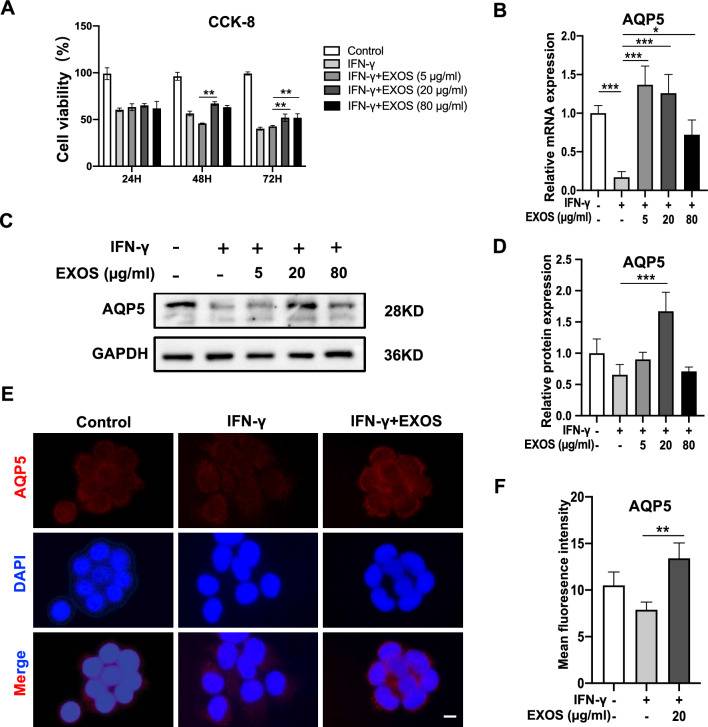 A
CCK-8
Cell viability (%)
150
100
50
0
24H
48H
72H
**
**
**
Control
IFN-γ
IFN-γ+EXOS (5 µg/ml)
IFN-γ+EXOS (20 µg/ml)
IFN-γ+EXOS (80 µg/ml)
B
AQP5
Relative mRNA expression
2.0
1.5
1.0
0.5
0.0
***
***
***
*
IFN-γ - + + + +
EXOS (µg/ml) - - 5 20 80
C
IFN-γ - + + + +
EXOS (µg/ml) - - 5 20 80
AQP5 28KD
GAPDH 36KD
D
AQP5
Relative protein expression
2.5
2.0
1.5
1.0
0.5
0.0
***
IFN-γ - + + + +
EXOS (µg/ml) - - 5 20 80
E
Control IFN-γ IFN-γ+EXOS
AQP5
DAPI
Merge
F
AQP5
Mean fluoresence intensity
20
15
10
5
0
**
IFN-γ - + +
EXOS (µg/ml) - - 20